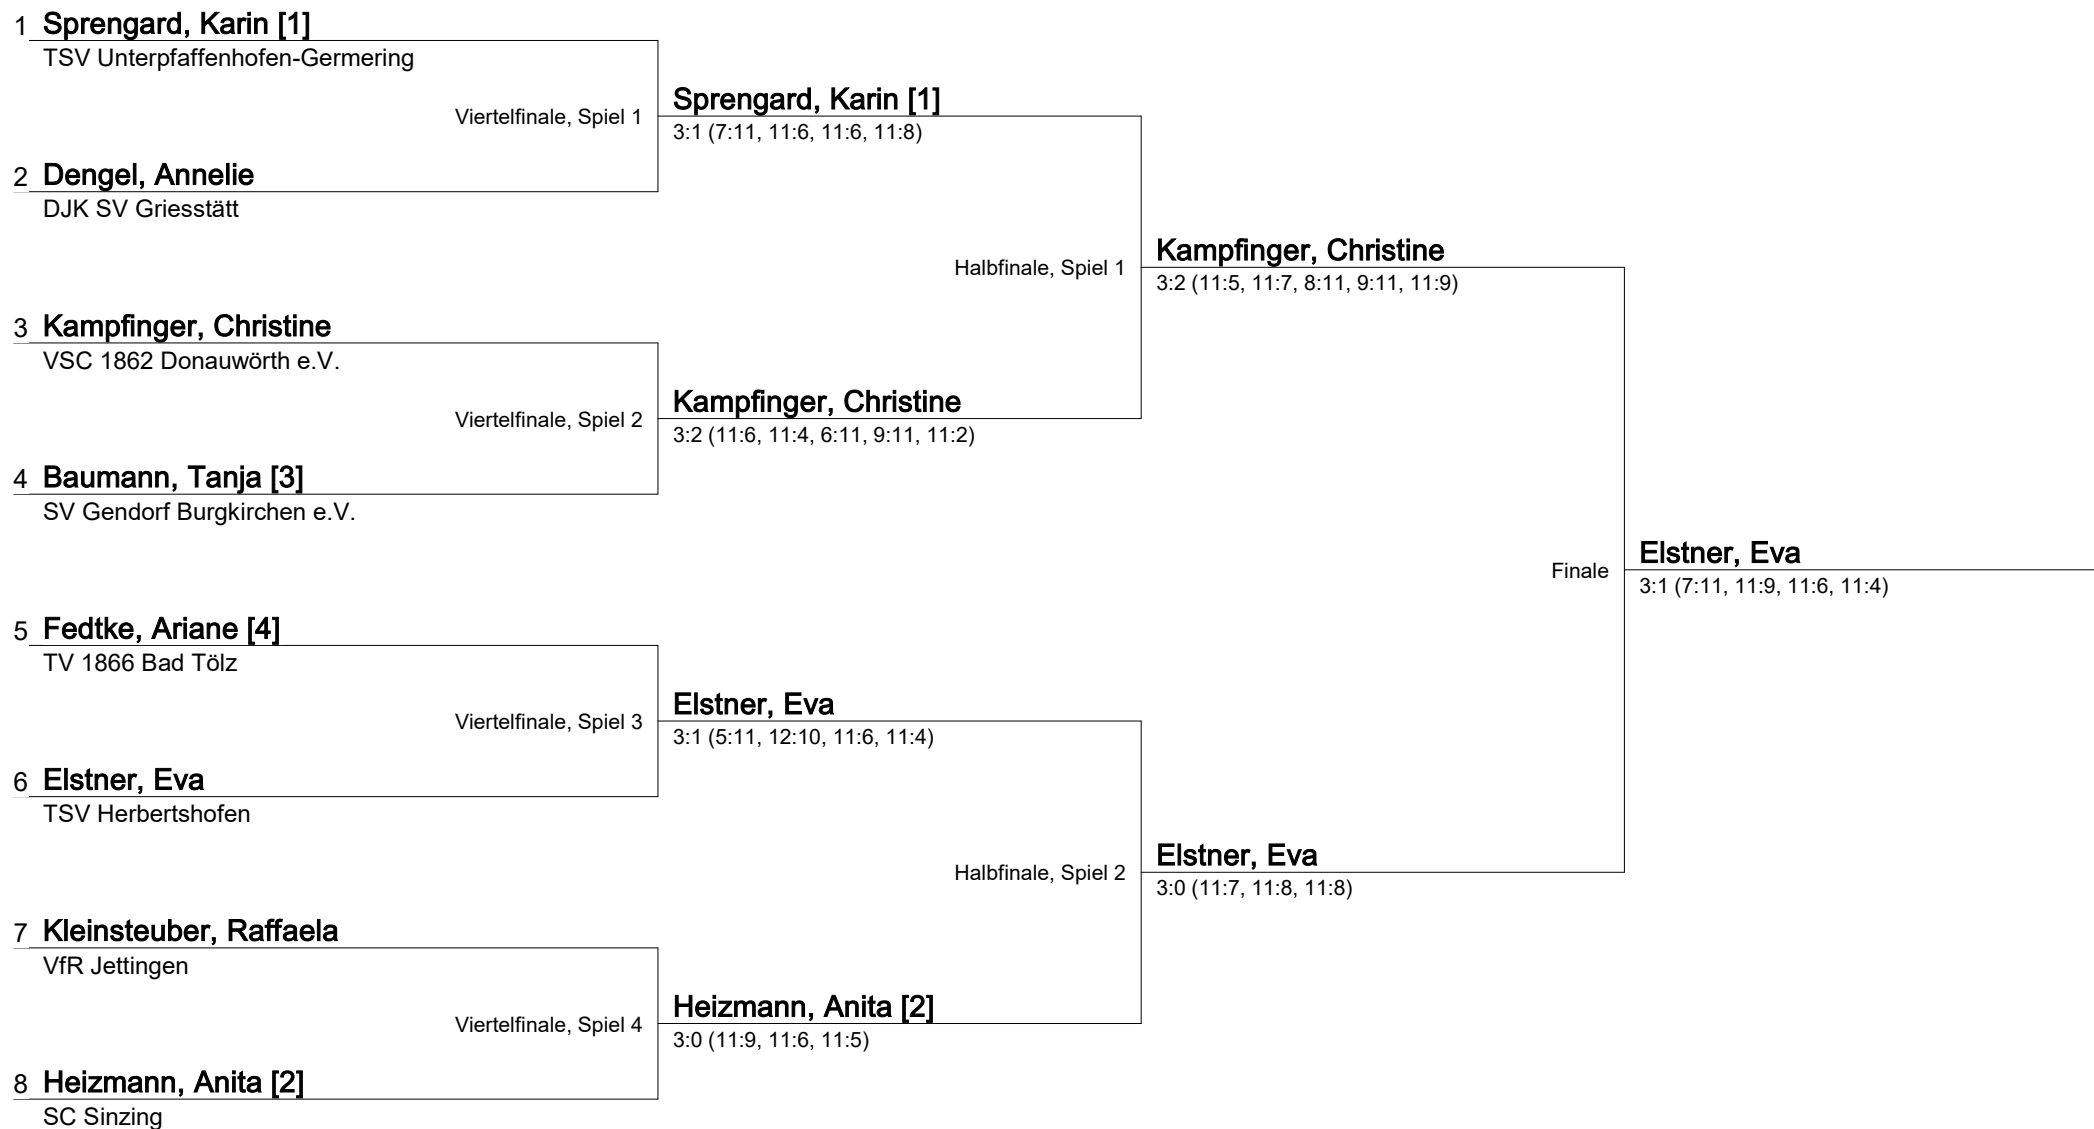 1 Sprengard, Karin [1]
TSV Unterpfaffenhofen-Germering
Viertelfinale, Spiel 1
Sprengard, Karin [1]
3:1 (7:11, 11:6, 11:6, 11:8)
2 Dengel, Annelie
DJK SV Griesstätt
Halbfinale, Spiel 1
Kampfinger, Christine
3:2 (11:5, 11:7, 8:11, 9:11, 11:9)
3 Kampfinger, Christine
VSC 1862 Donauwörth e.V.
Viertelfinale, Spiel 2
Kampfinger, Christine
3:2 (11:6, 11:4, 6:11, 9:11, 11:2)
4 Baumann, Tanja [3]
SV Gendorf Burgkirchen e.V.
Finale
Elstner, Eva
3:1 (7:11, 11:9, 11:6, 11:4)
5 Fedtke, Ariane [4]
TV 1866 Bad Tölz
Viertelfinale, Spiel 3
Elstner, Eva
3:1 (5:11, 12:10, 11:6, 11:4)
6 Elstner, Eva
TSV Herbertshofen
Halbfinale, Spiel 2
Elstner, Eva
3:0 (11:7, 11:8, 11:8)
7 Kleinsteuber, Raffaela
VfR Jettingen
Viertelfinale, Spiel 4
Heizmann, Anita [2]
3:0 (11:9, 11:6, 11:5)
8 Heizmann, Anita [2]
SC Sinzing